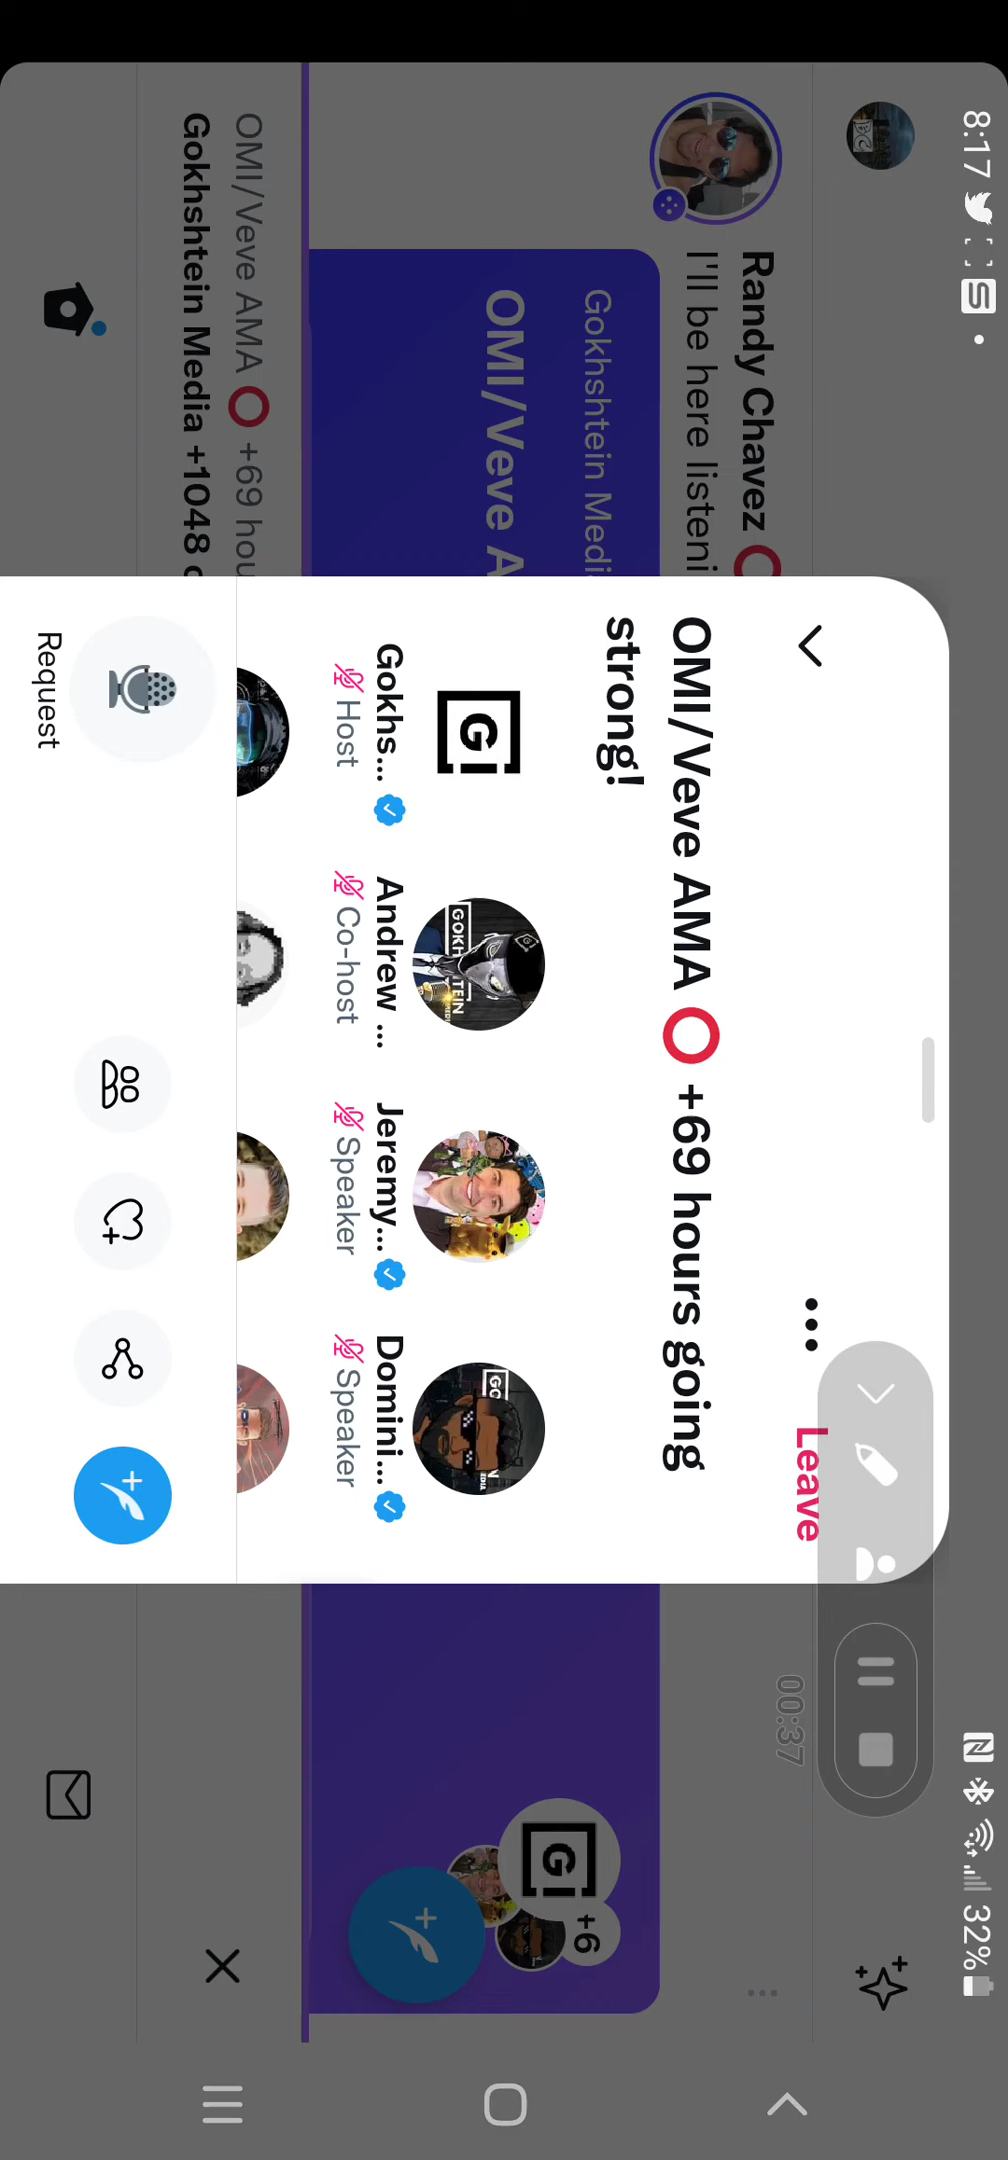 8:17
32%
Randy Chavez
I'll be here listeni
Gokhshtein Medi
OMI/Veve A
+6
00:37
Leave
OMI/Veve AMA ⭕ +69 hours going
strong!
G
Gokhs...
Host
Andrew ...
Co-host
Jeremy...
Speaker
Domini...
Speaker
Request
OMI/Veve AMA ⭕ +69 hou
Gokhshtein Media +1048 o